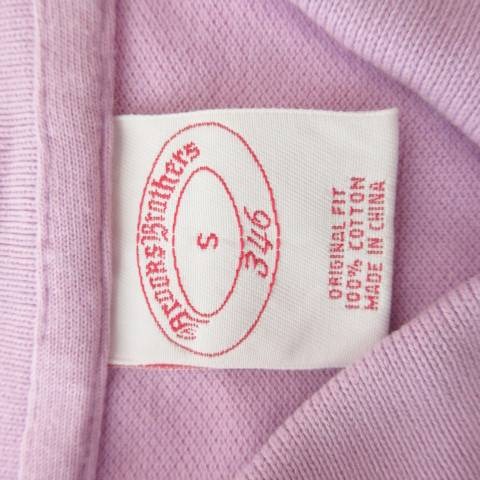 Brooks Brothers
S
346
ORIGINAL FIT
100% COTTON
MADE IN CHINA